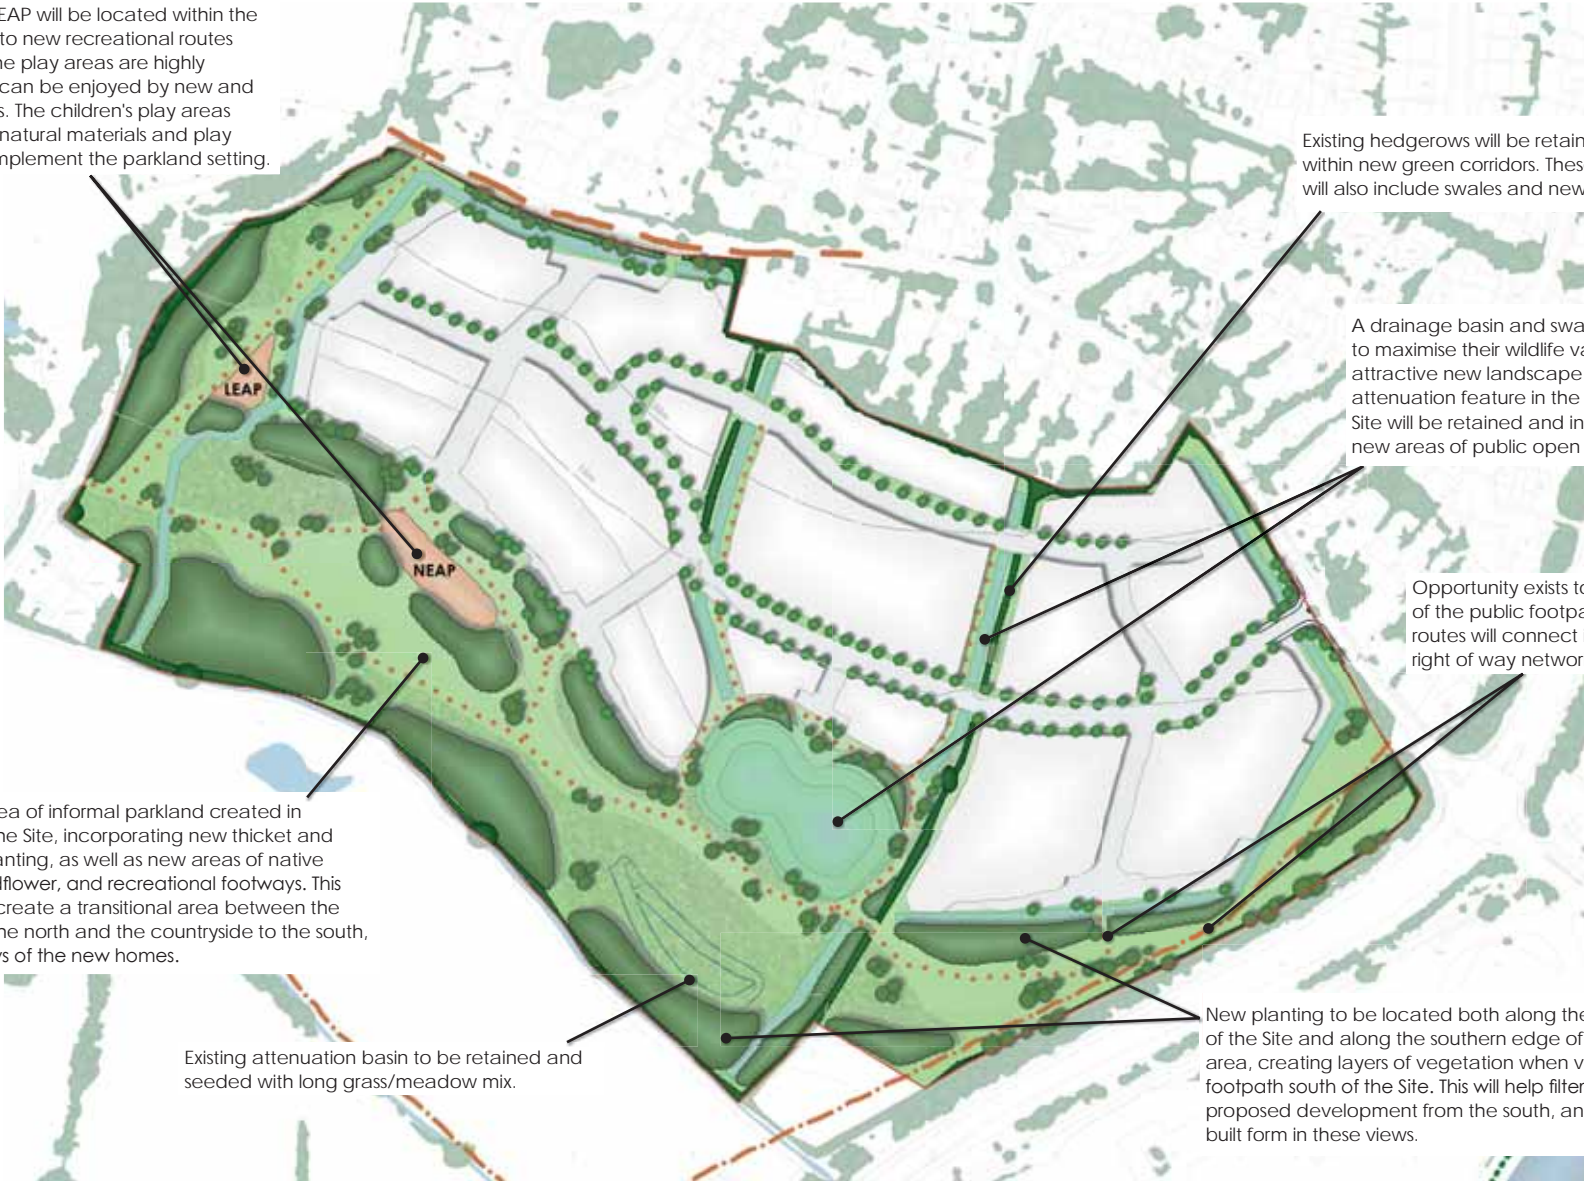 EAP will be located within the
to new recreational routes
ne play areas are highly
can be enjoyed by new and
s. The children's play areas
natural materials and play
mplement the parkland setting.
Existing hedgerows will be retain
within new green corridors. Thes
will also include swales and new
A drainage basin and swa
to maximise their wildlife va
attractive new landscape
attenuation feature in the
Site will be retained and in
new areas of public open
LEAP
NEAP
Opportunity exists to
of the public footpa
routes will connect
right of way networ
ea of informal parkland created in
he Site, incorporating new thicket and
anting, as well as new areas of native
dflower, and recreational footways. This
create a transitional area between the
he north and the countryside to the south,
ys of the new homes.
Existing attenuation basin to be retained and
seeded with long grass/meadow mix.
New planting to be located both along the
of the Site and along the southern edge of
area, creating layers of vegetation when v
footpath south of the Site. This will help filter
proposed development from the south, an
built form in these views.